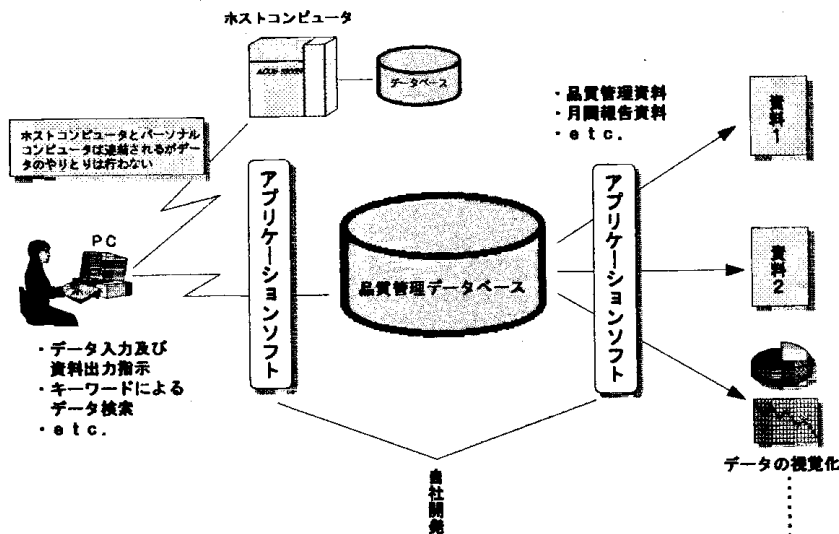 ホストコンピュータ
データベース
ホストコンピュータとパーソナル
コンピュータは連結されるがデー
タのやりとりは行わない
PC
・データ入力及び
資料出力指示
・キーワードによる
データ検索
・etc.
アプリケーションソフト
品質管理データベース
・品質管理資料
・月間報告資料
・etc.
アプリケーションソフト
資料1
資料2
データの視覚化
自社開発